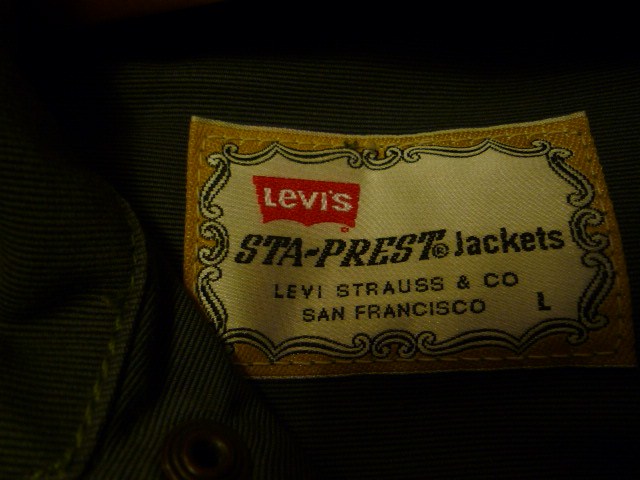 Levi's
STA-PREST® Jackets
LEVI STRAUSS & CO
SAN FRANCISCO L